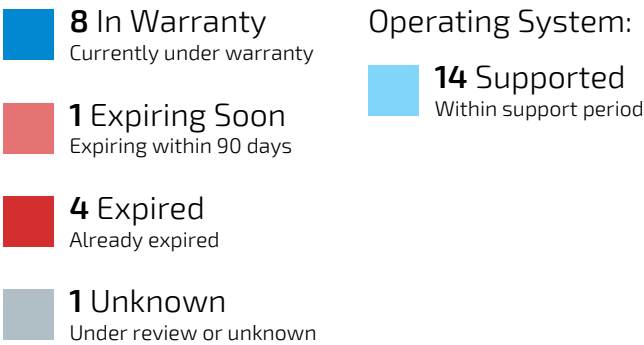 8 In Warranty
Currently under warranty
1 Expiring Soon
Expiring within 90 days
4 Expired
Already expired
1 Unknown
Under review or unknown
Operating System:
14 Supported
Within support period